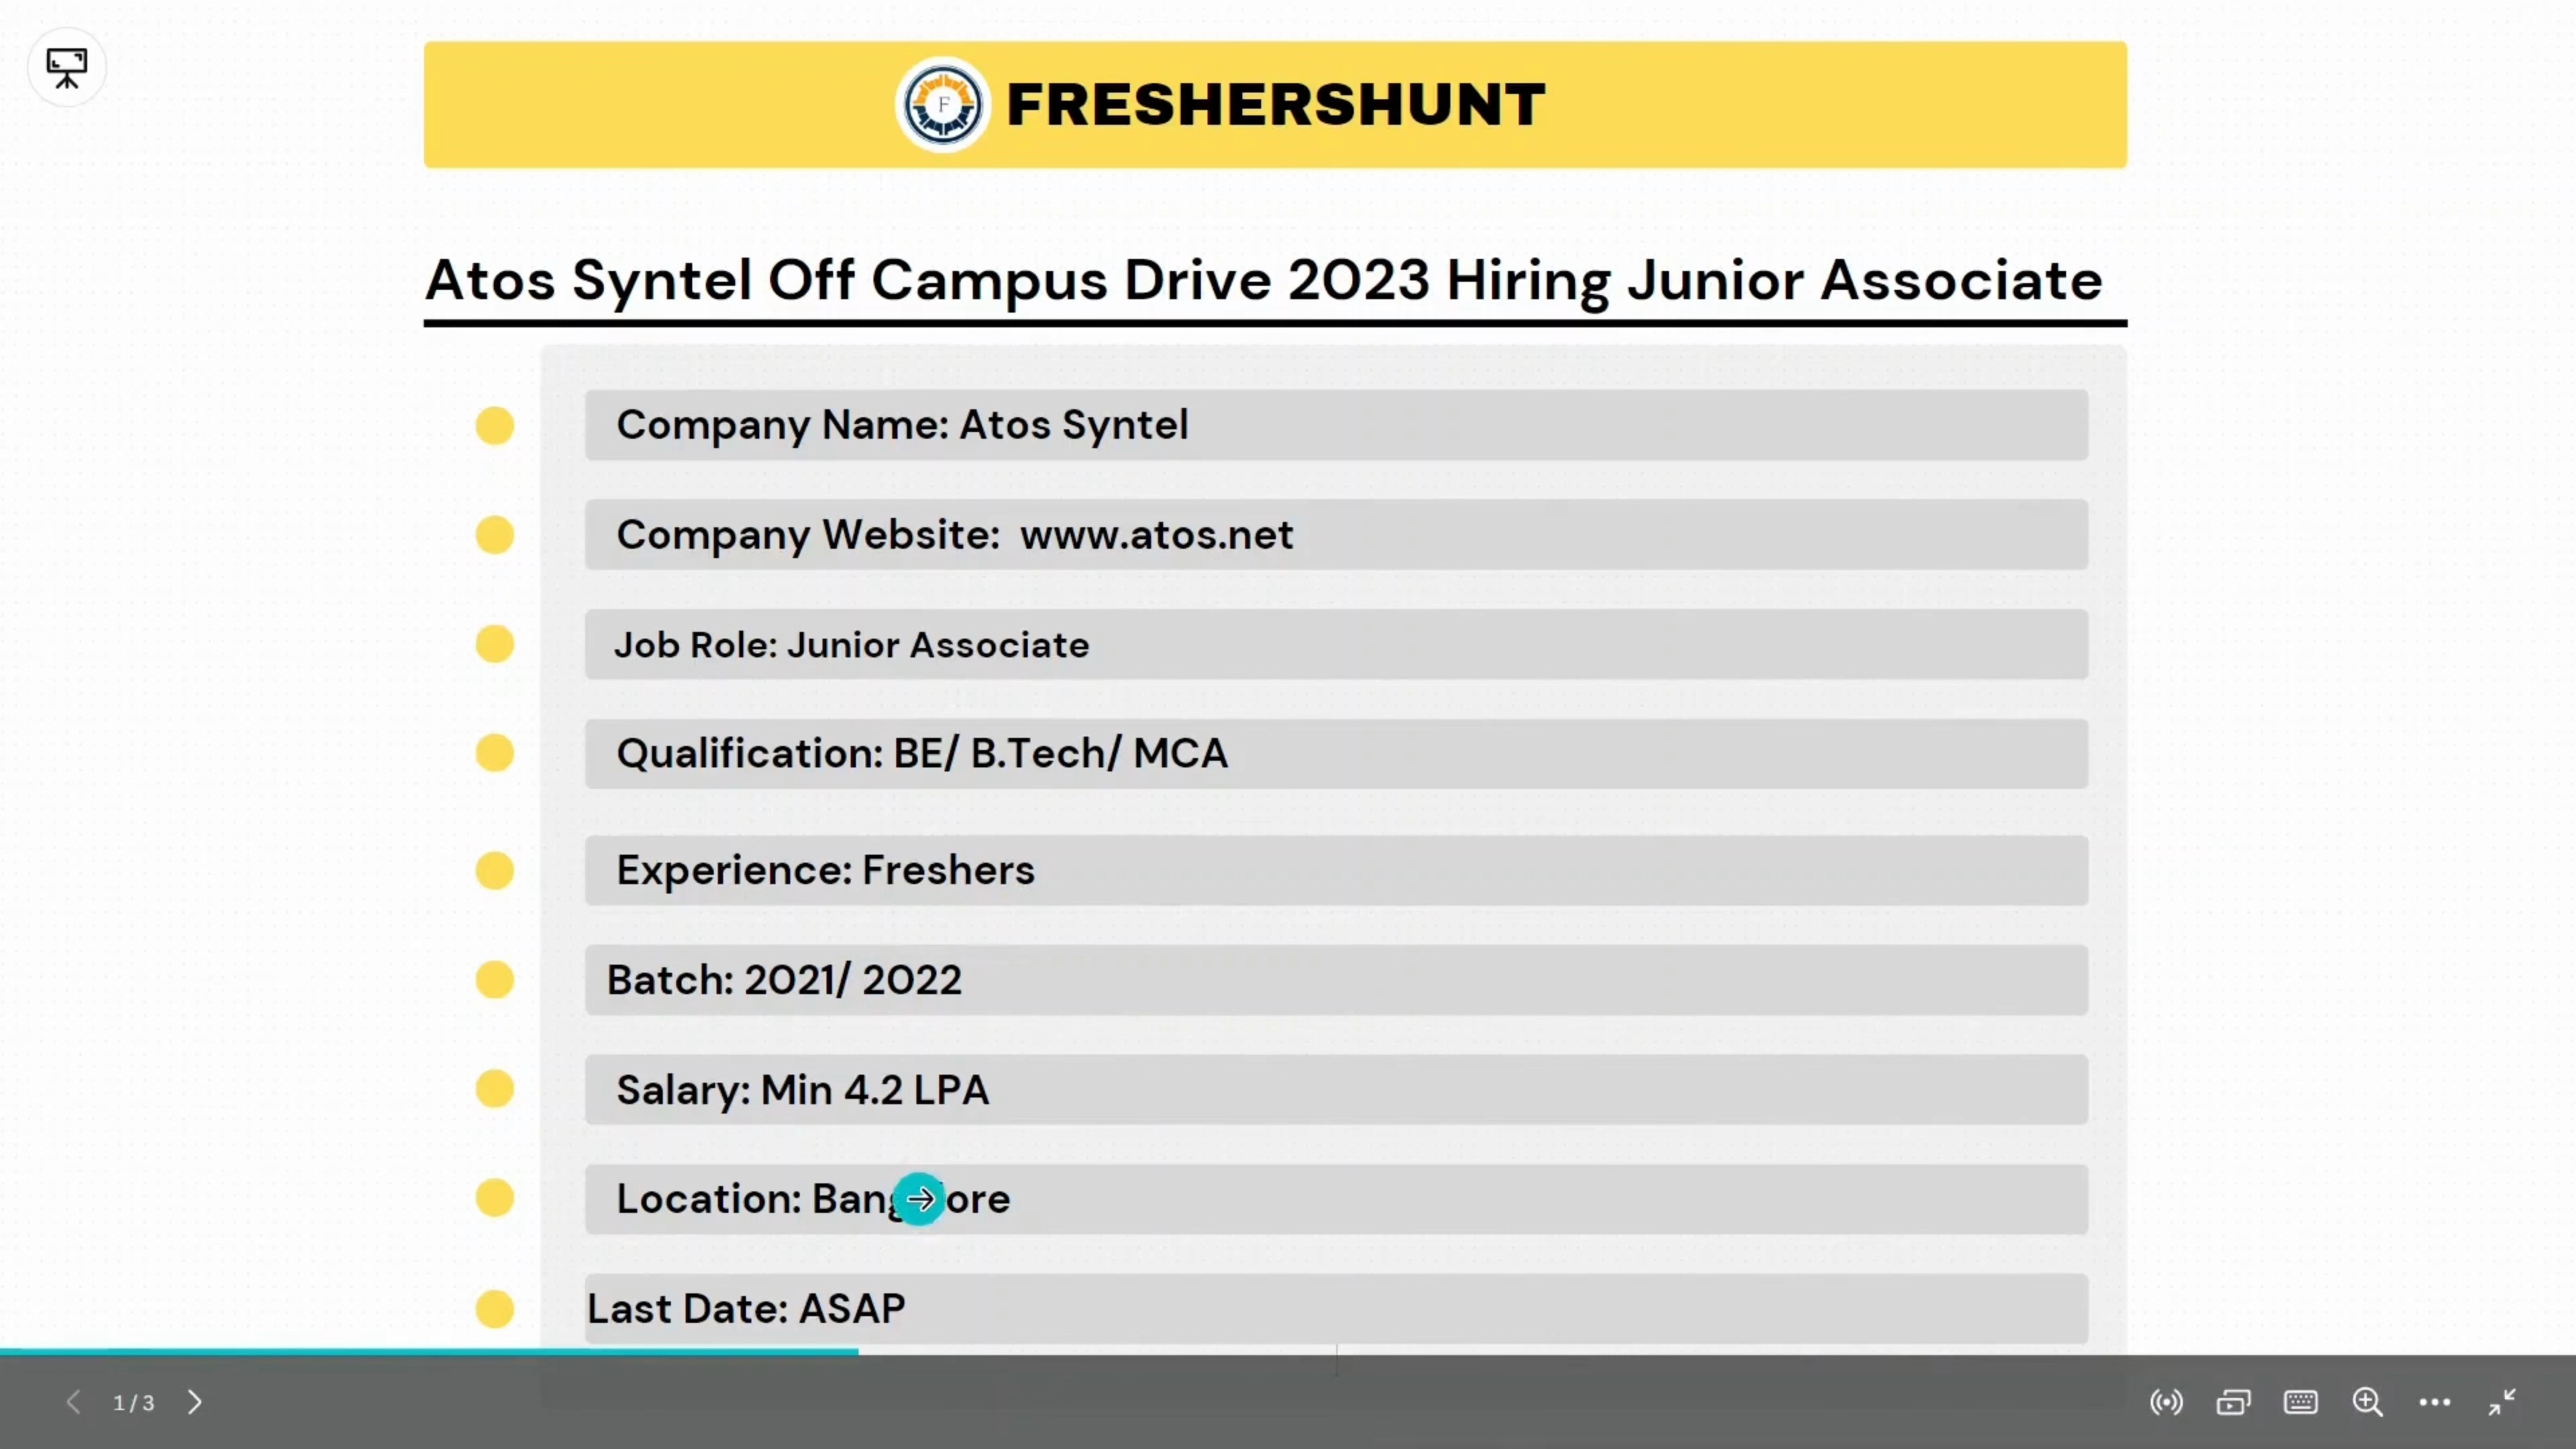 F
FRESHERSHUNT
Atos Syntel Off Campus Drive 2023 Hiring Junior Associate
Company Name: Atos Syntel
Company Website: www.atos.net
Job Role: Junior Associate
Qualification: BE/ B.Tech/ MCA
Experience: Freshers
Batch: 2021/ 2022
Salary: Min 4.2 LPA
Location:
Last Date: ASAP
1/3